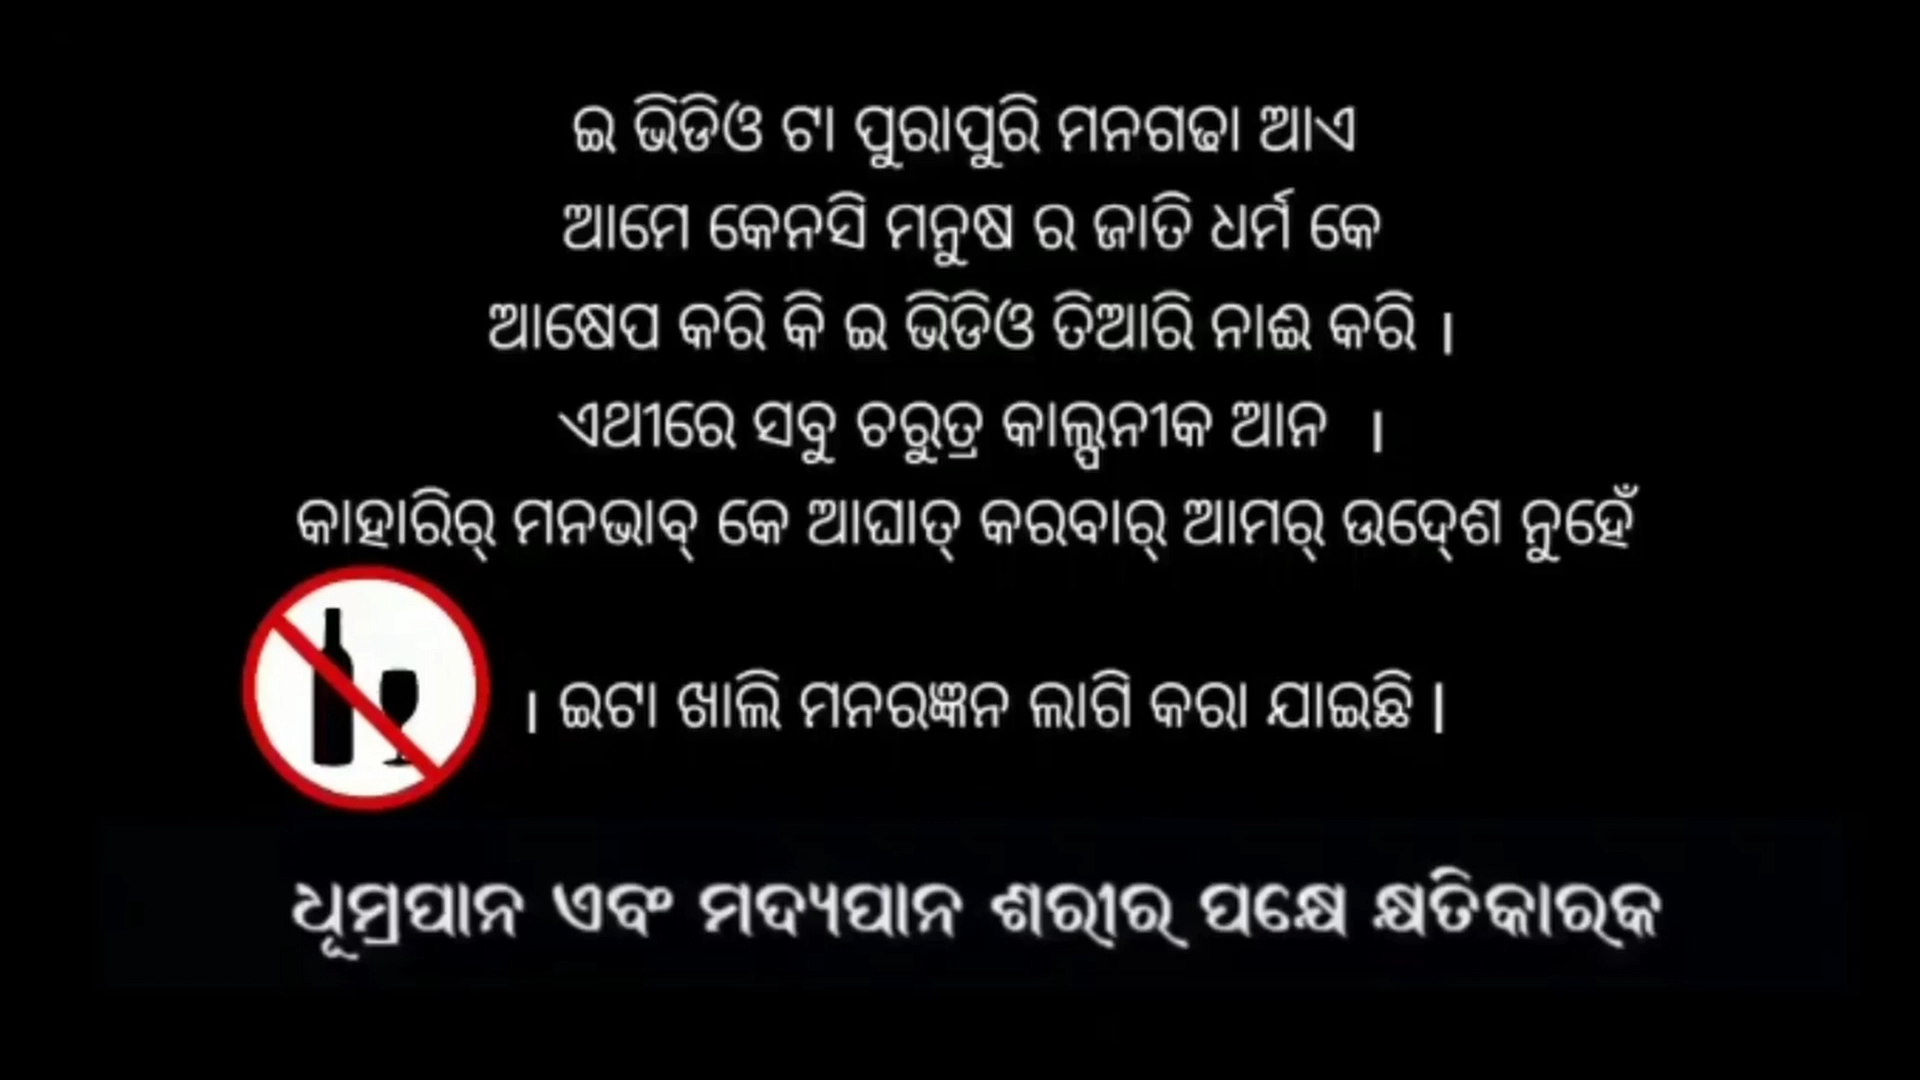 ଇ ଭିଡିଓ ଟା ପୁରାପୁରି ମନଗଢା ଆଏ
ଆମେ କେନସି ମନୁଷ ର ଜାତି ଧର୍ମ କେ
ଆଷେପ କରି କି ଇ ଭିଡିଓ ତିଆରି ନାଈ କରି ।
ଏଥୀରେ ସବୁ ଚରୁତ୍ର କାଲ୍ପନୀକ ଆନ ।
କାହାରିର୍ ମନଭାବ୍ କେ ଆଘାତ୍ କରବାର୍ ଆମର୍ ଉଦ୍ଦେଶ ନୁହେଁ
। ଇଟା ଖାଲି ମନରଞ୍ଜନ ଲାଗି କରା ଯାଇଛି |
ଧୂମ୍ରପାନ ଏବଂ ମଦ୍ୟପାନ ଶରୀର ପକ୍ଷେ କ୍ଷତିକାରକ